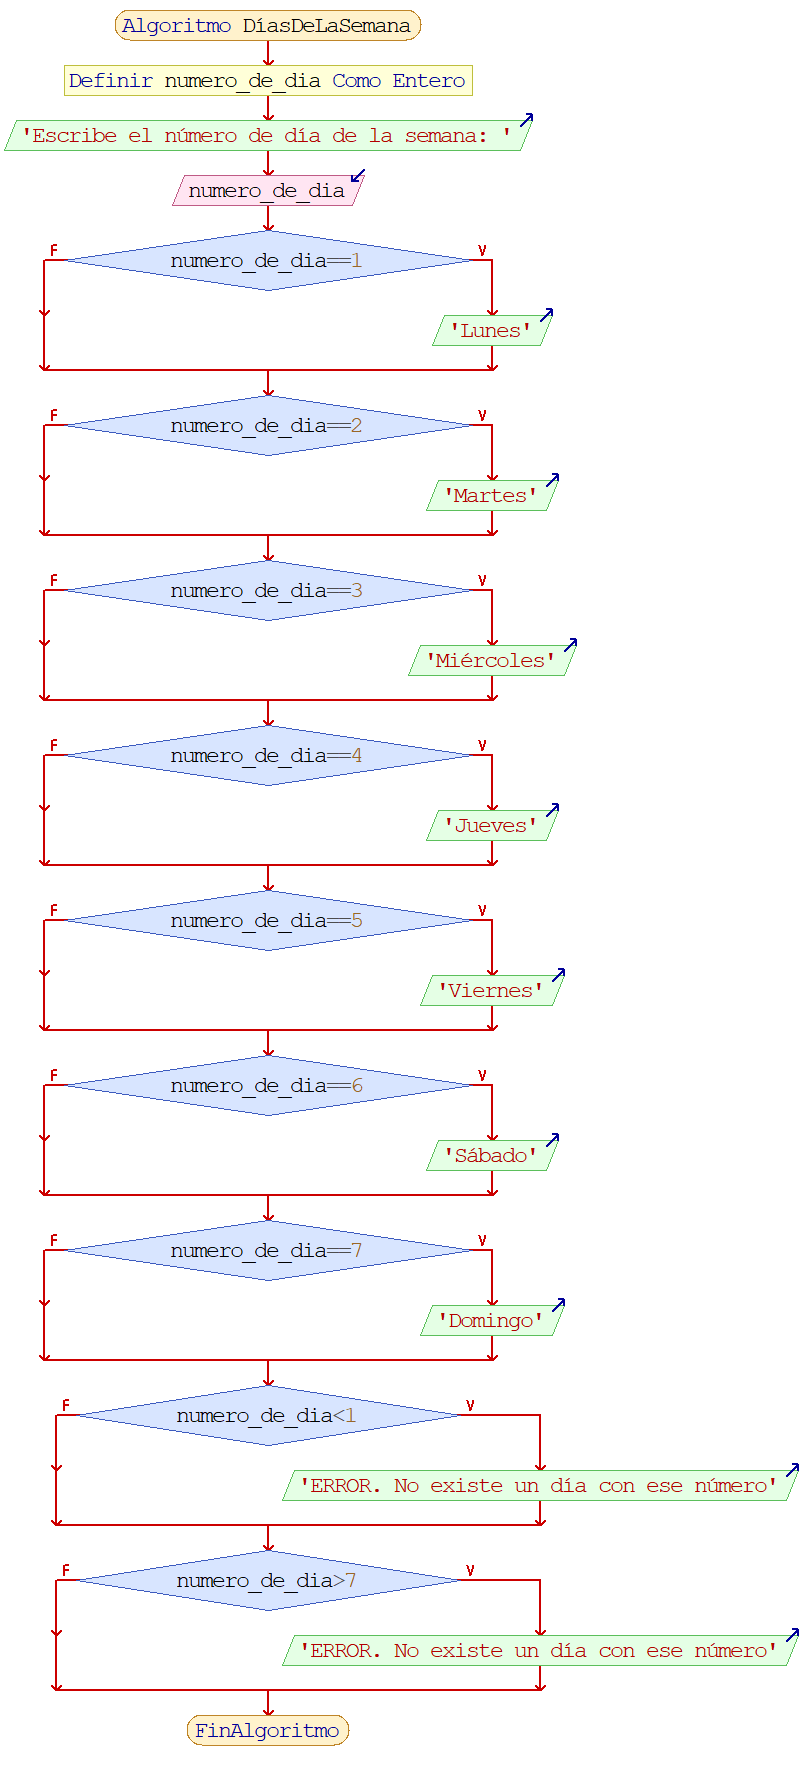 Algoritmo DíasDeLaSemana
Definir numero_de_dia Como Entero
'Escribe el número de día de la semana: '
numero_de_dia
F
V
numero_de_dia==1
'Lunes'
F
V
numero_de_dia==2
'Martes'
F
V
numero_de_dia==3
'Miércoles'
F
V
numero_de_dia==4
'Jueves'
F
V
numero_de_dia==5
'Viernes'
F
V
numero_de_dia==6
'Sábado'
F
V
numero_de_dia==7
'Domingo'
F
V
numero_de_dia<1
'ERROR. No existe un día con ese número'
F
V
numero_de_dia>7
'ERROR. No existe un día con ese número'
FinAlgoritmo